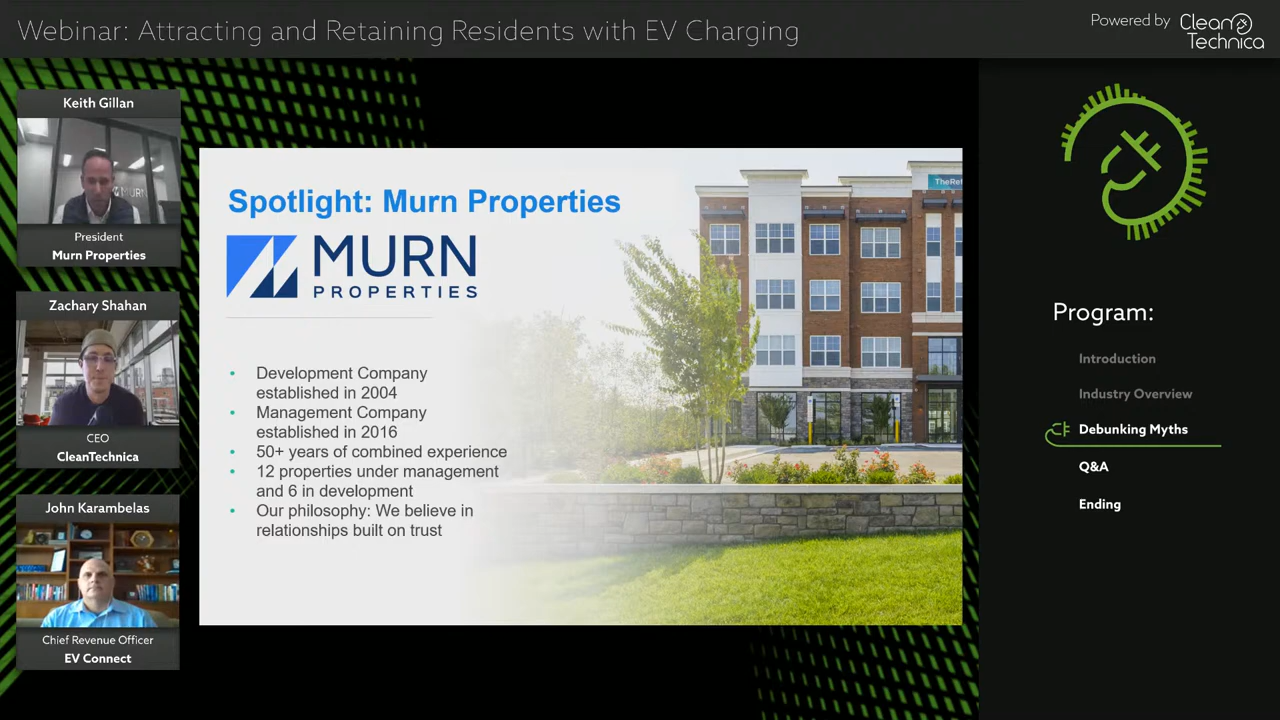 Webinar: Attracting and Retaining Residents with EV Charging
Powered by
Clean
Technica
Keith Gillan
MURN
President
Murn Properties
Zachary Shahan
CEO
CleanTechnica
John Karambelas
Chief Revenue Officer
EV Connect
Spotlight: Murn Properties
MURN
PROPERTIES
• Development Company
established in 2004
• Management Company
established in 2016
• 50+ years of combined experience
• 12 properties under management
and 6 in development
• Our philosophy: We believe in
relationships built on trust
Program:
Introduction
Industry Overview
Debunking Myths
Q&A
Ending